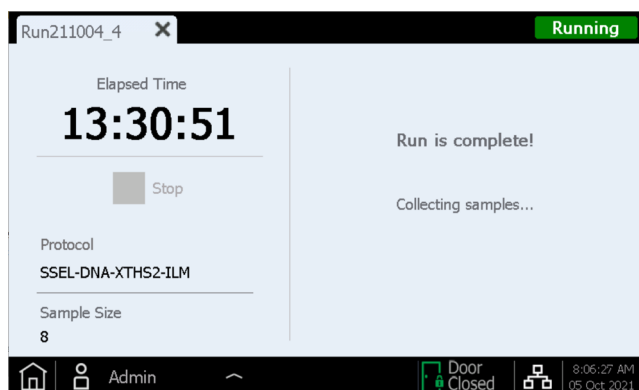 Run211004_4
Running
Elapsed Time
13:30:51
Stop
Protocol
SSEL-DNA-XTHS2-ILM
Sample Size
8
Run is complete!
Collecting samples...
Admin
Door
Closed
8:06:27 AM
05 Oct 2021